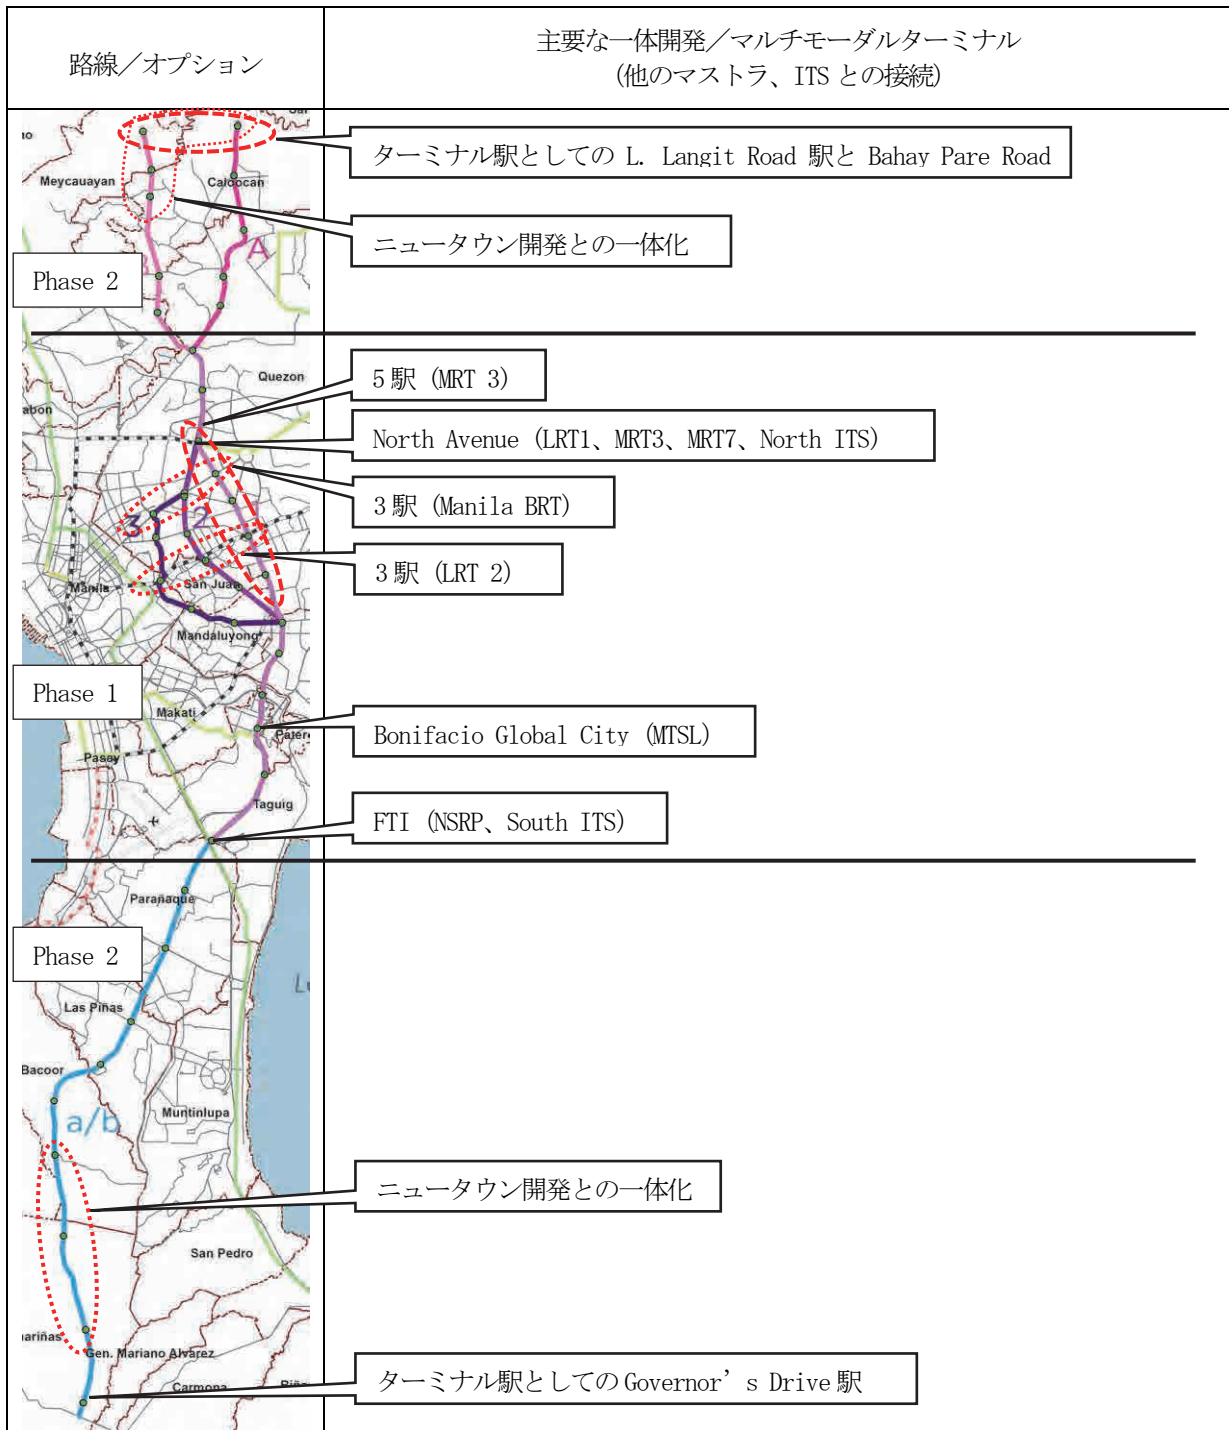 路線／オプション
主要な一体開発／マルチモーダルターミナル
(他のマストラ、ITS との接続)
ターミナル駅としての L. Langit Road 駅と Bahay Pare Road
Meycauayan
Caloocan
ニュータウン開発との一体化
A
Phase 2
5 駅 (MRT 3)
Quezon
abon
North Avenue (LRT1、MRT3、MRT7、North ITS)
3 駅 (Manila BRT)
3
2
3 駅 (LRT 2)
Manila
San Juan
Mandaluyong
Phase 1
Makati
Bonifacio Global City (MTSL)
Pater
Pasay
Taguig
FTI (NSRP、South ITS)
Parañaque
Phase 2
Las Piñas
Bacoor
a/b
Muntinlupa
ニュータウン開発との一体化
San Pedro
ariñas
Gen. Mariano Alvarez
ターミナル駅としての Governor's Drive 駅
Carmona